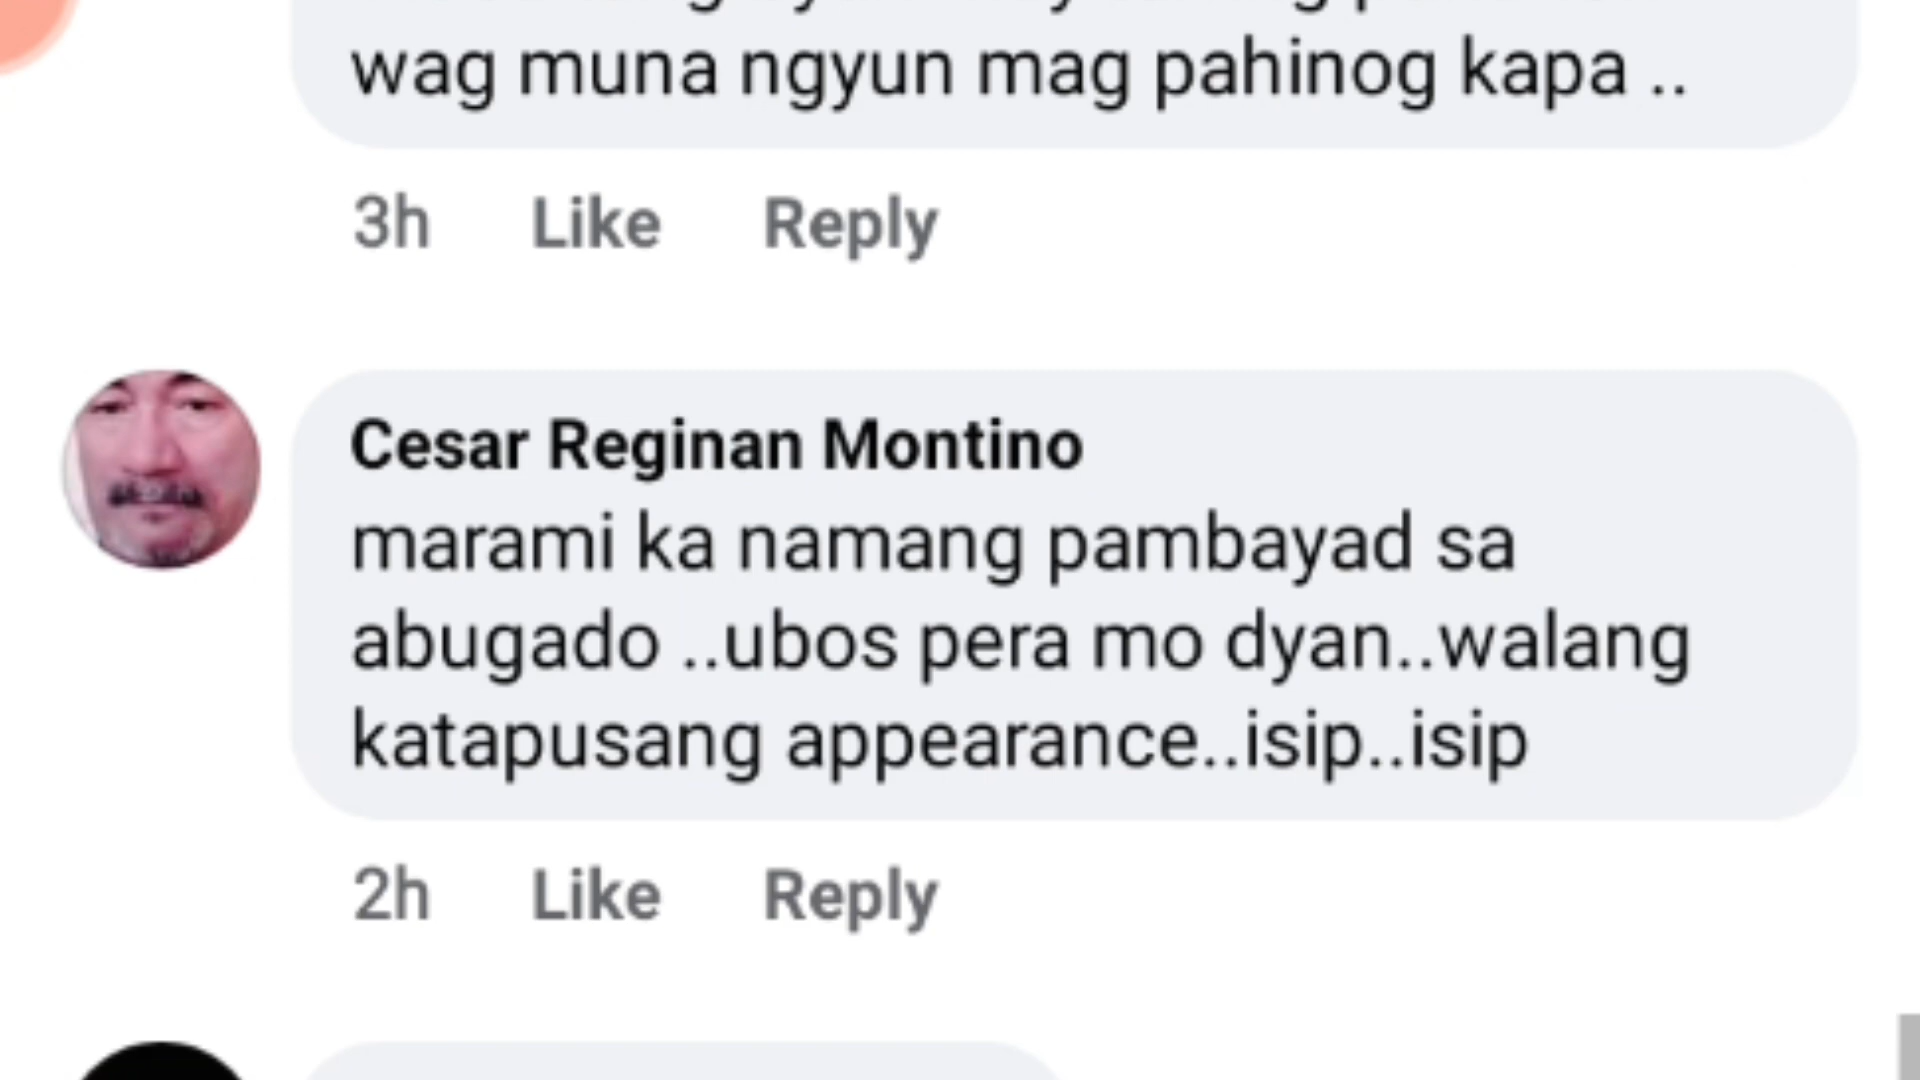 wag muna ngyun mag pahinog kapa ..
3h Like Reply
Cesar Reginan Montino
marami ka namang pambayad sa
abugado ..ubos pera mo dyan..walang
katapusang appearance..isip..isip
2h Like Reply